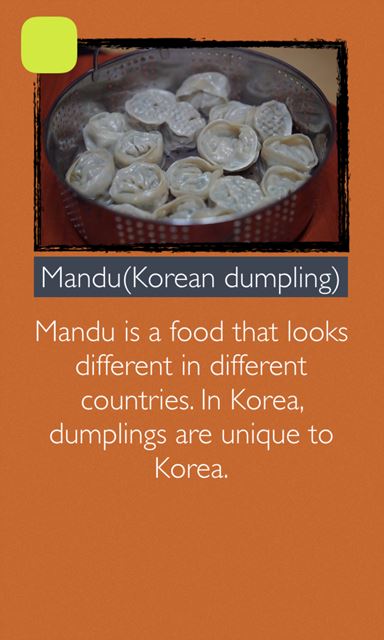 Mandu(Korean dumpling)
Mandu is a food that looks
different in different
countries. In Korea,
dumplings are unique to
Korea.